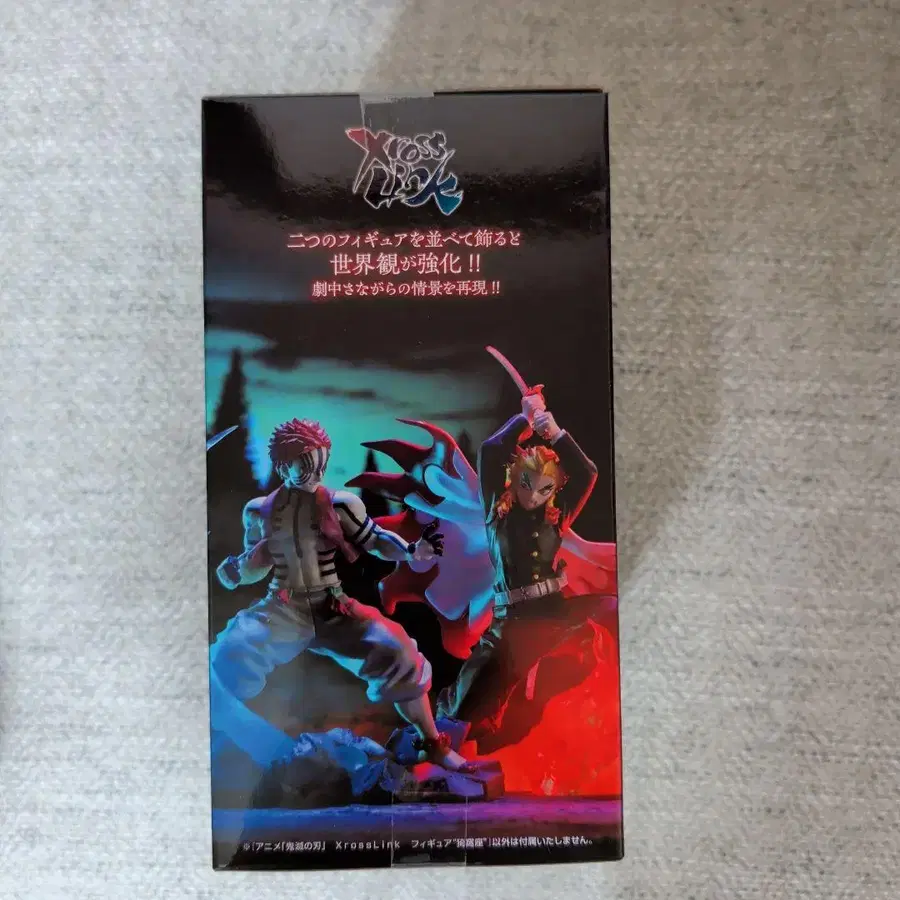 Xross
Link
二つのフィギュアを並べて飾ると
世界観が強化!!
劇中さながらの情景を再現!!
※「アニメ「鬼滅の刃」 XrossLink フィギュア"猗窩座"」以外は付属いたしません。